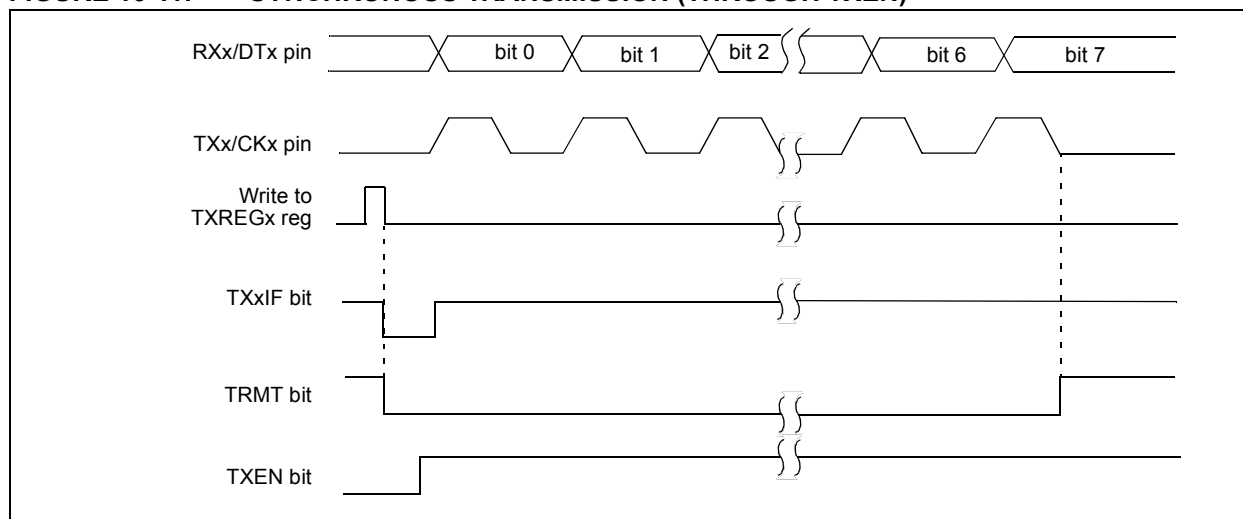 RXx/DTx pin
bit 0
bit 1
bit 2
bit 6
bit 7
TXx/CKx pin
Write to
TXREGx reg
TXxIF bit
TRMT bit
TXEN bit